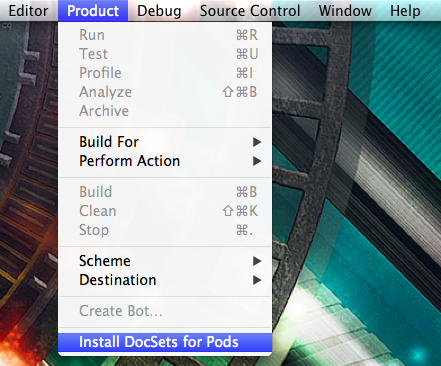 Editor Product Debug Source Control Window Help
Run ⌘R
Test ⌘U
Profile ⌘I
Analyze ⇧⌘B
Archive
Build For ▶
Perform Action ▶
Build ⌘B
Clean ⇧⌘K
Stop ⌘.
Scheme ▶
Destination ▶
Create Bot...
Install DocSets for Pods